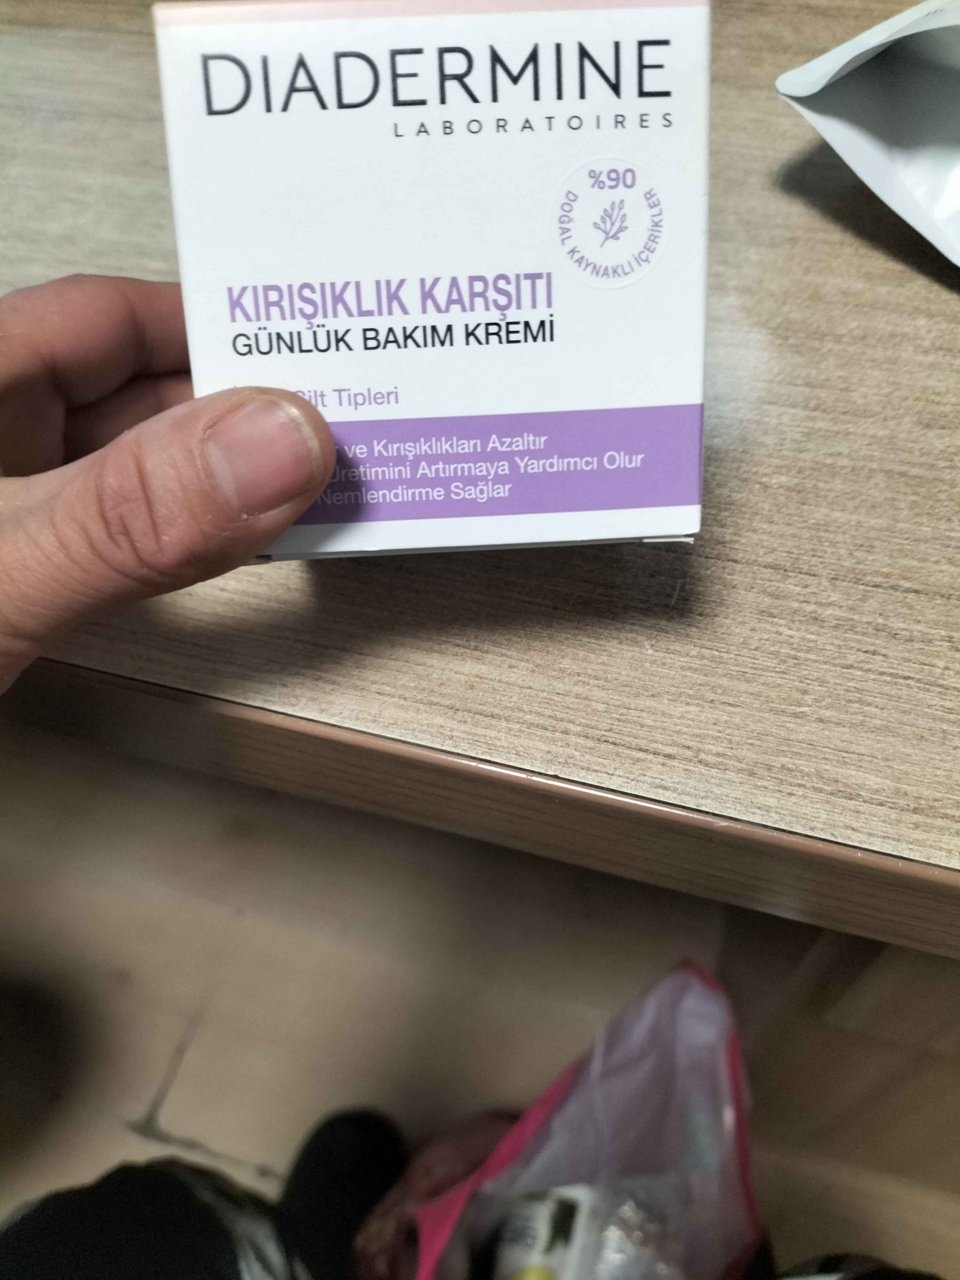 DIADERMINE
LABORATOIRES
%90
DOĞAL KAYNAKLI İÇERİKLER
KIRIŞIKLIK KARŞITI
GÜNLÜK BAKIM KREMİ
Cilt Tipleri
ve Kırışıklıkları Azaltır
Üretimini Artırmaya Yardımcı Olur
Nemlendirme Sağlar